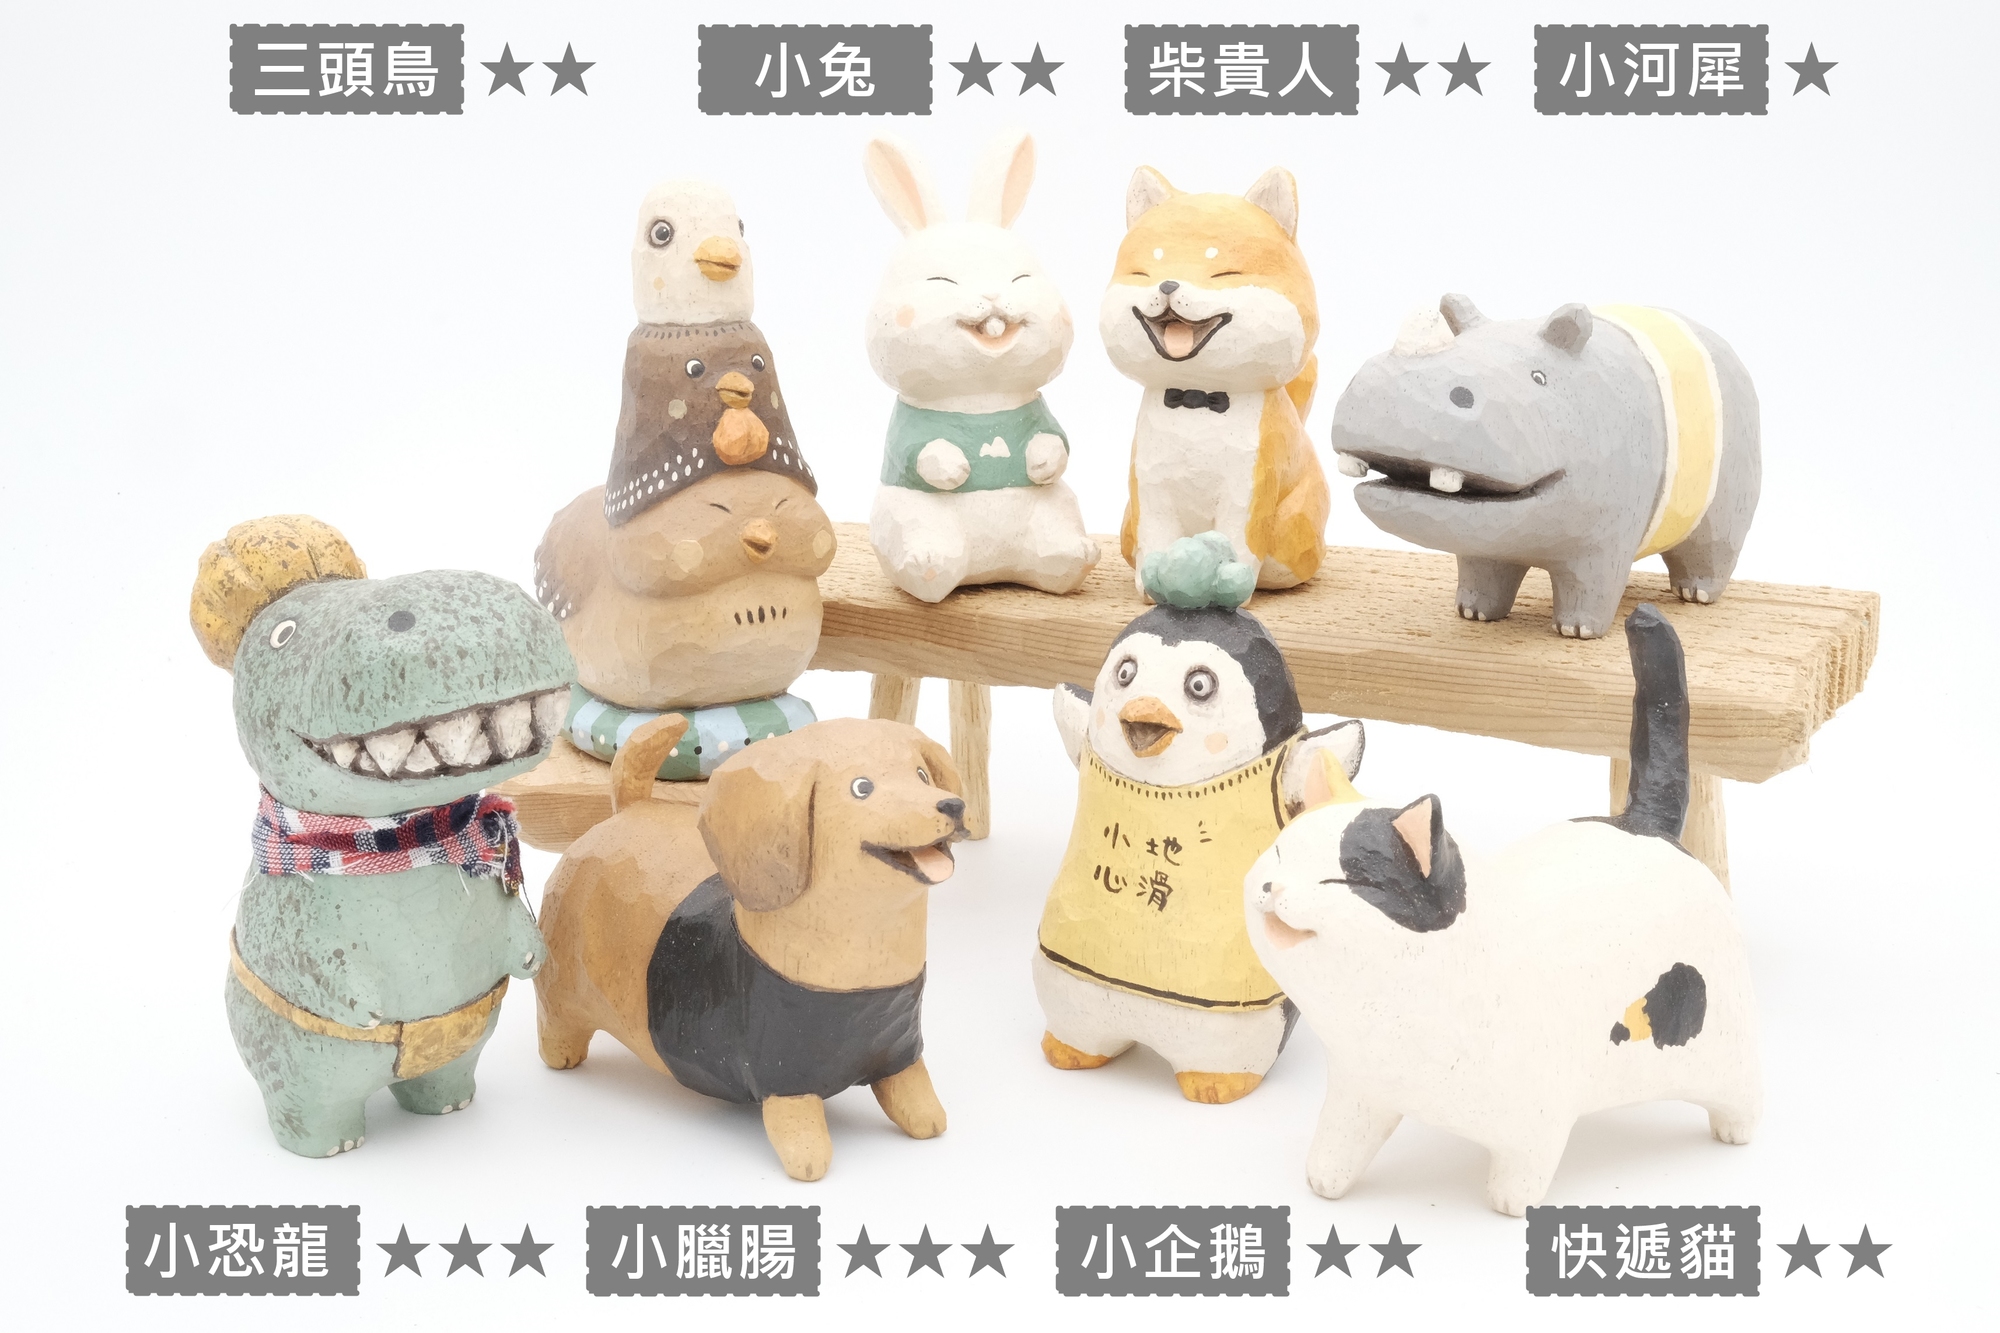 三頭鳥 ★★
小兔 ★★
柴貴人 ★★
小河犀 ★
小心
地滑
小恐龍 ★★★
小臘腸 ★★★
小企鵝 ★★
快遞貓 ★★